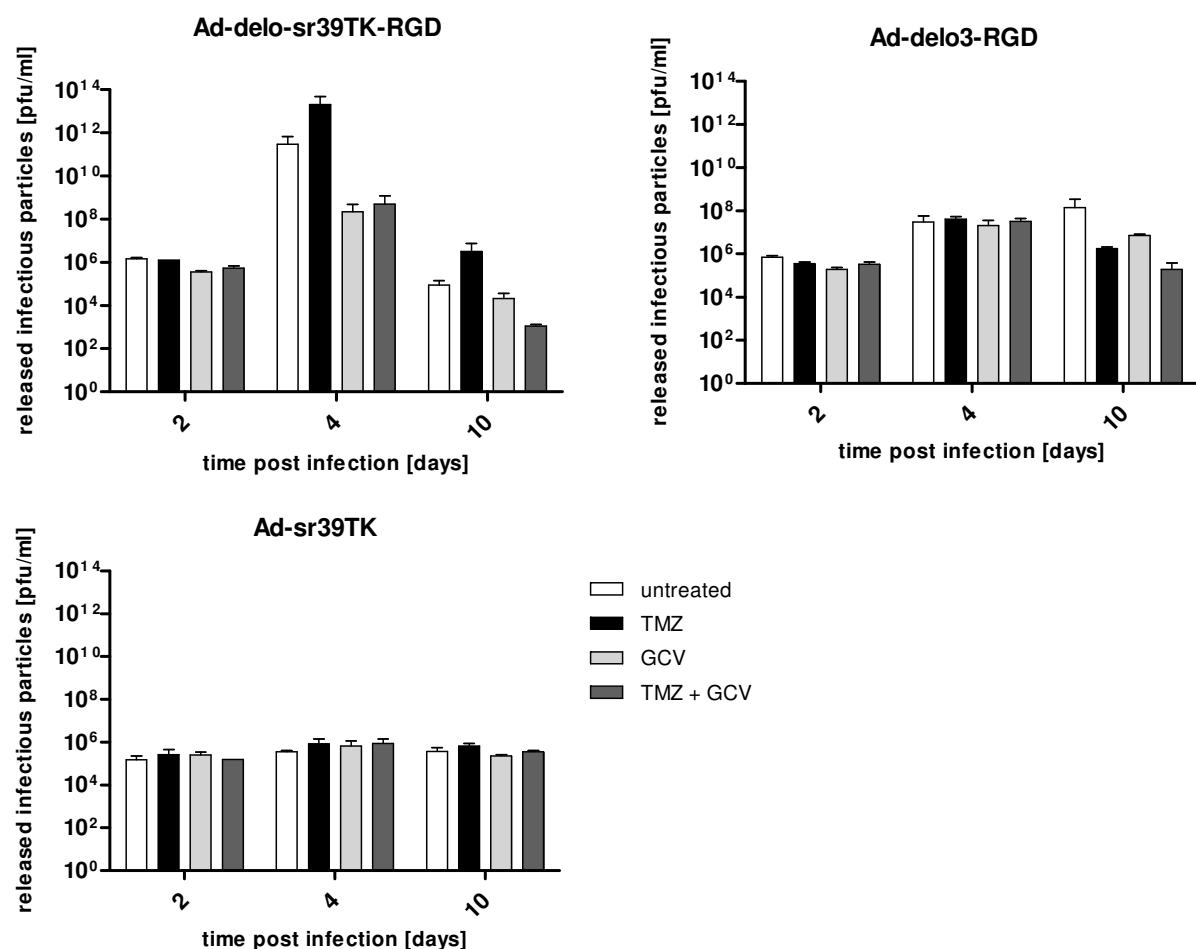 Ad-delo-sr39TK-RGD
released infectious particles [pfu/ml]
10¹⁴
10¹²
10¹⁰
10⁸
10⁶
10⁴
10²
10⁰
2
4
10
time post infection [days]
Ad-delo3-RGD
released infectious particles [pfu/ml]
10¹⁴
10¹²
10¹⁰
10⁸
10⁶
10⁴
10²
10⁰
2
4
10
time post infection [days]
Ad-sr39TK
released infectious particles [pfu/ml]
10¹⁴
10¹²
10¹⁰
10⁸
10⁶
10⁴
10²
10⁰
2
4
10
time post infection [days]
untreated
TMZ
GCV
TMZ + GCV